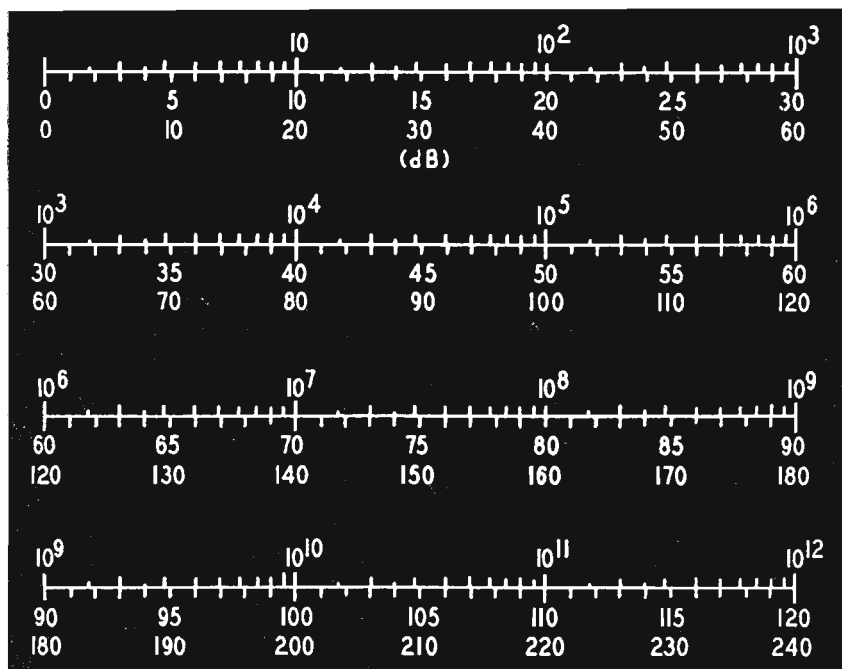 10 10² 10³
0 5 10 15 20 25 30
0 10 20 30 40 50 60
(dB)
10³ 10⁴ 10⁵ 10⁶
30 35 40 45 50 55 60
60 70 80 90 100 110 120
10⁶ 10⁷ 10⁸ 10⁹
60 65 70 75 80 85 90
120 130 140 150 160 170 180
10⁹ 10¹⁰ 10¹¹ 10¹²
90 95 100 105 110 115 120
180 190 200 210 220 230 240